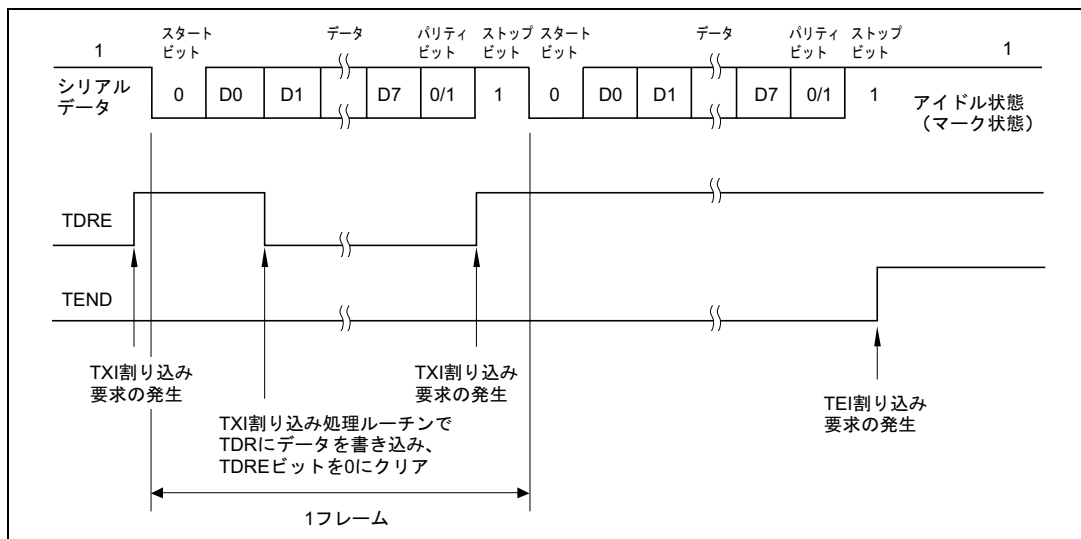 1
スタート
ビット
データ
パリティ
ビット
ストップ
ビット
スタート
ビット
データ
パリティ
ビット
ストップ
ビット
1
シリアル
データ
0
D0
D1
D7
0/1
1
0
D0
D1
D7
0/1
1
アイドル状態
（マーク状態）
TDRE
TEND
TXI割り込み
要求の発生
TXI割り込み処理ルーチンで
TDRにデータを書き込み、
TDREビットを0にクリア
TXI割り込み
要求の発生
TEI割り込み
要求の発生
1フレーム